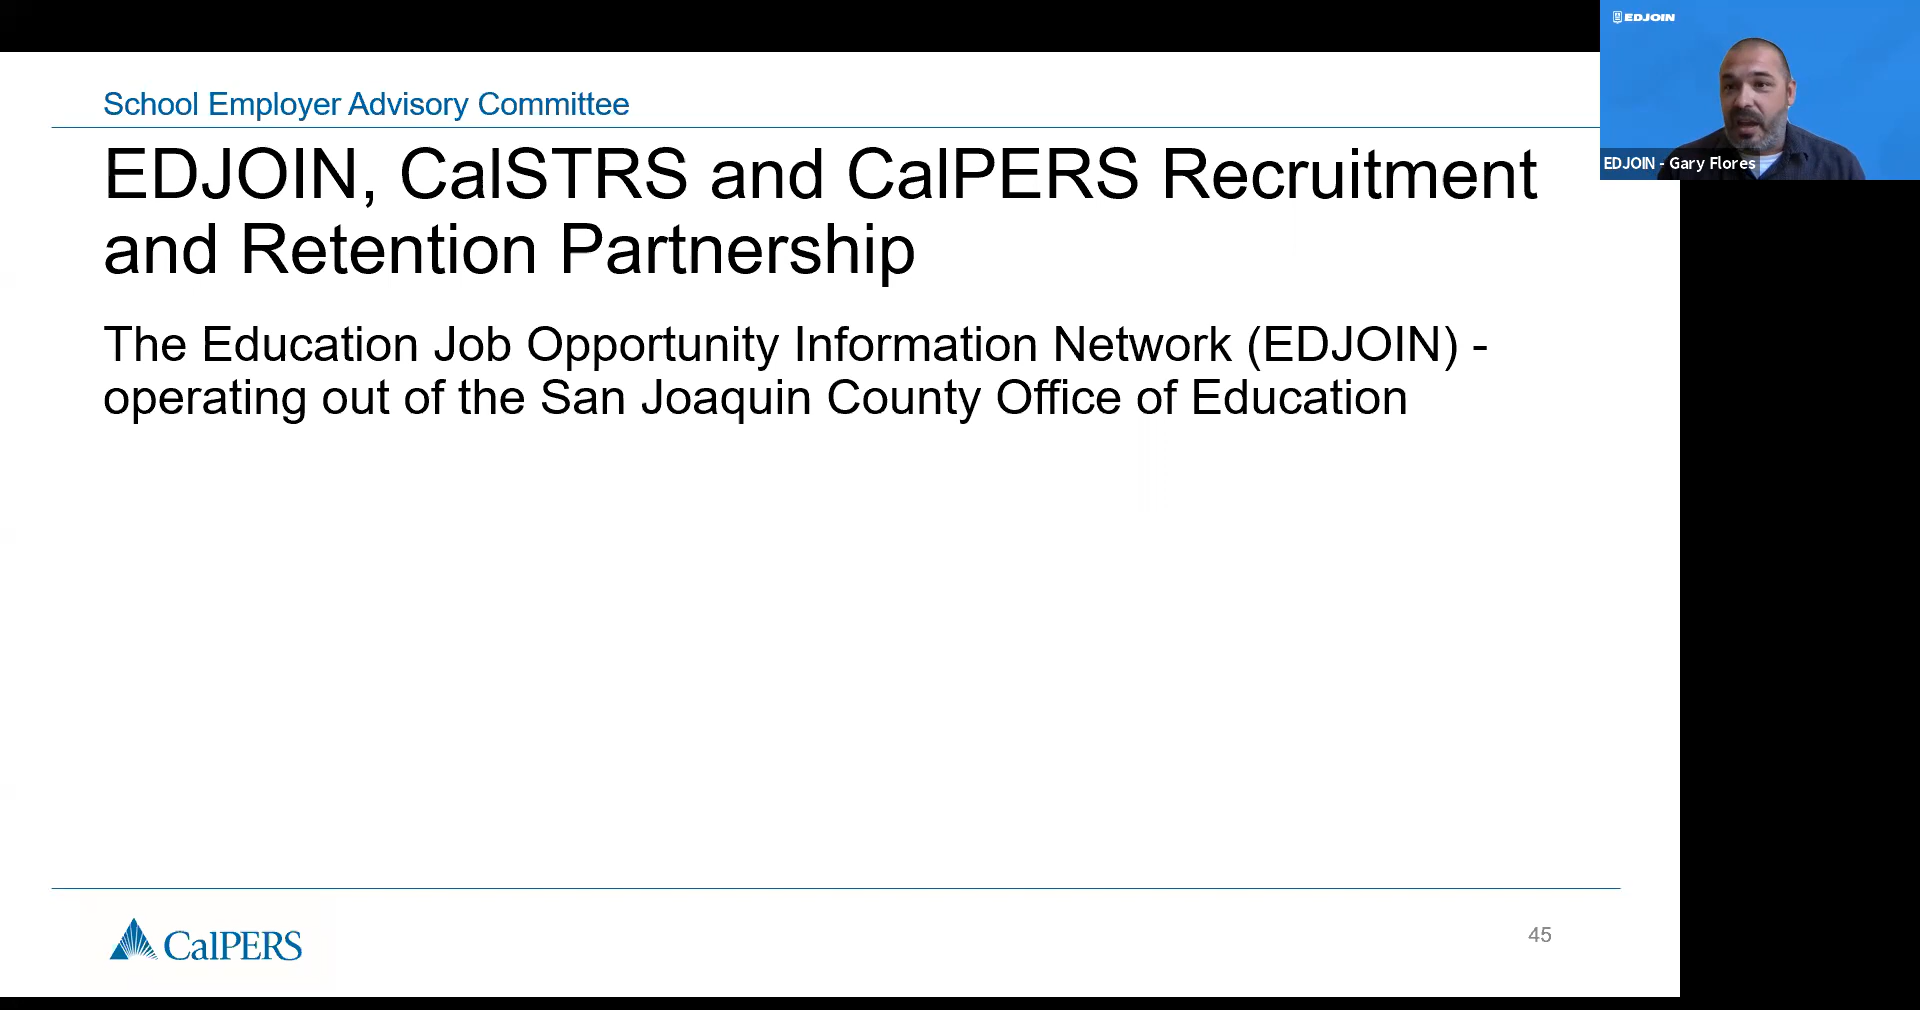 School Employer Advisory Committee
EDJOIN, CalSTRS and CalPERS Recruitment
and Retention Partnership
The Education Job Opportunity Information Network (EDJOIN) -
operating out of the San Joaquin County Office of Education
CalPERS
45
EDJOIN
EDJOIN - Gary Flores